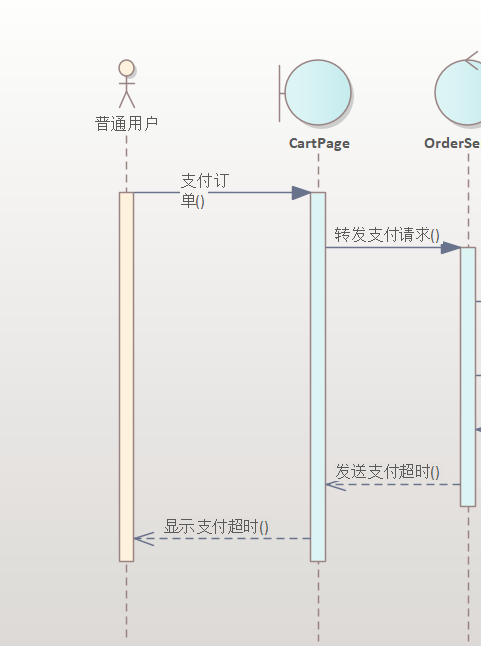 普通用户
CartPage
OrderSe
支付订
单()
转发支付请求()
发送支付超时()
显示支付超时()